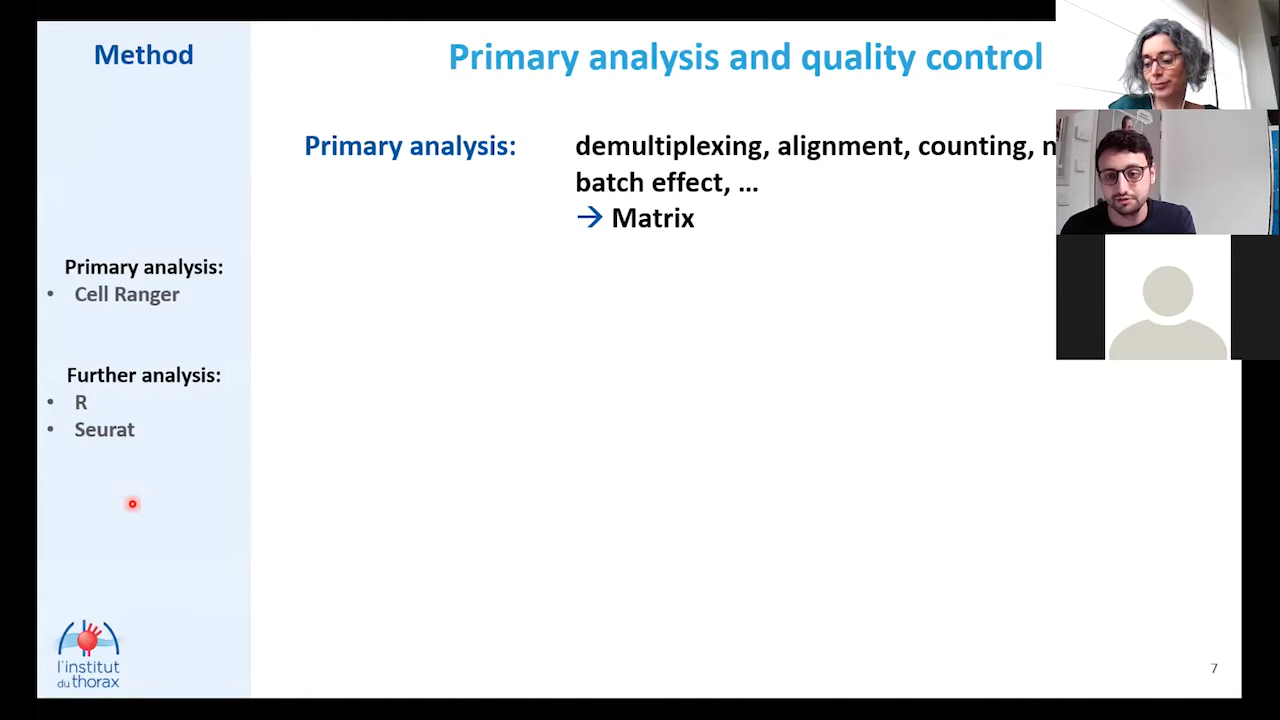 Method
Primary analysis and quality control
Primary analysis: demultiplexing, alignment, counting,
batch effect, ...
→ Matrix
Primary analysis:
• Cell Ranger
Further analysis:
• R
• Seurat
l'institut
du thorax
7